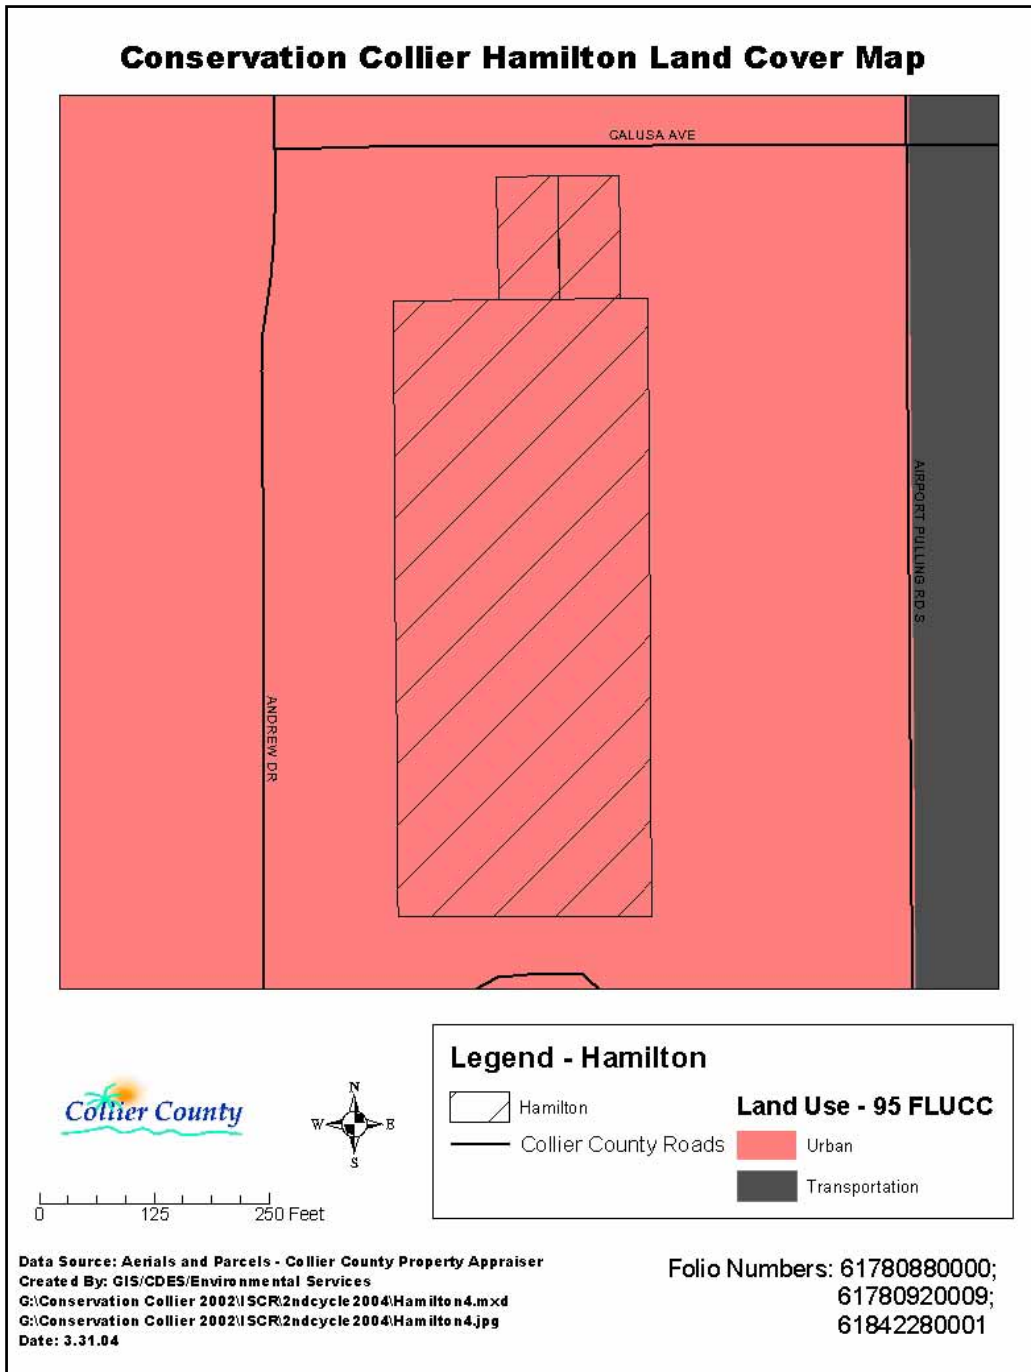 Conservation Collier Hamilton Land Cover Map
GALUSA AVE
AIRPORT PULLING RD S
ANDREW DR
Legend - Hamilton
Hamilton
Collier County Roads
Land Use - 95 FLUCC
Urban
Transportation
Collier County
N
W
E
S
0 125 250 Feet
Data Source: Aerials and Parcels - Collier County Property Appraiser
Created By: GIS/CDES/Environmental Services
G:\Conservation Collier 2002\ISCR\2ndcycle2004\Hamilton4.mxd
G:\Conservation Collier 2002\ISCR\2ndcycle2004\Hamilton4.jpg
Date: 3.31.04
Folio Numbers: 61780880000;
61780920009;
61842280001